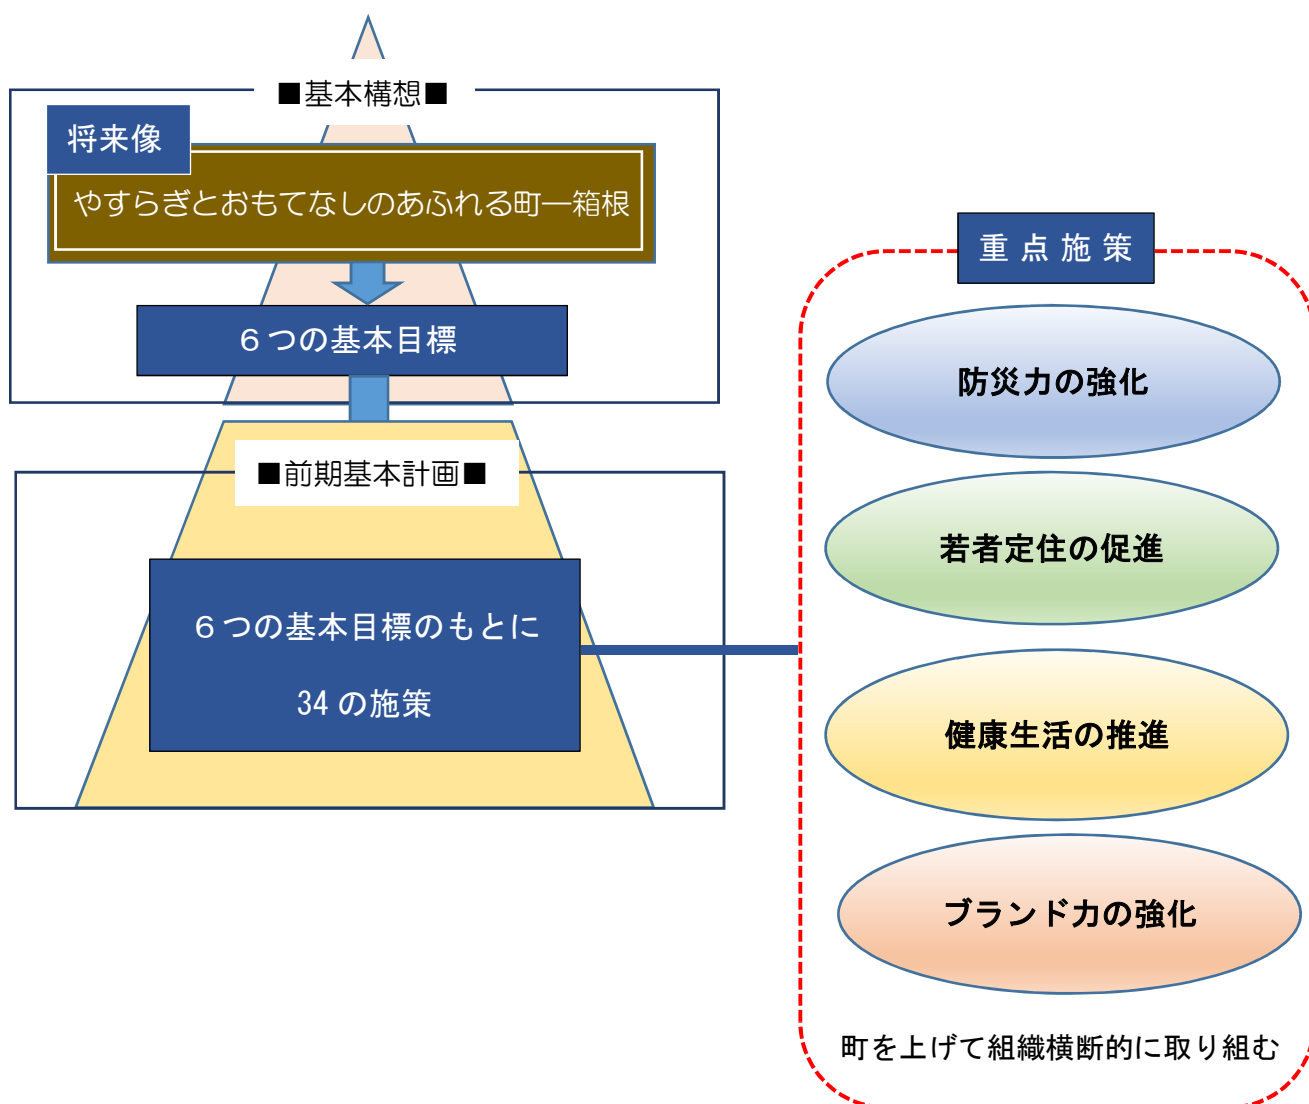 ■基本構想■
将来像
やすらぎとおもてなしのあふれる町―箱根
６つの基本目標
■前期基本計画■
６つの基本目標のもとに
34 の施策
重 点 施 策
防災力の強化
若者定住の促進
健康生活の推進
ブランド力の強化
町を上げて組織横断的に取り組む